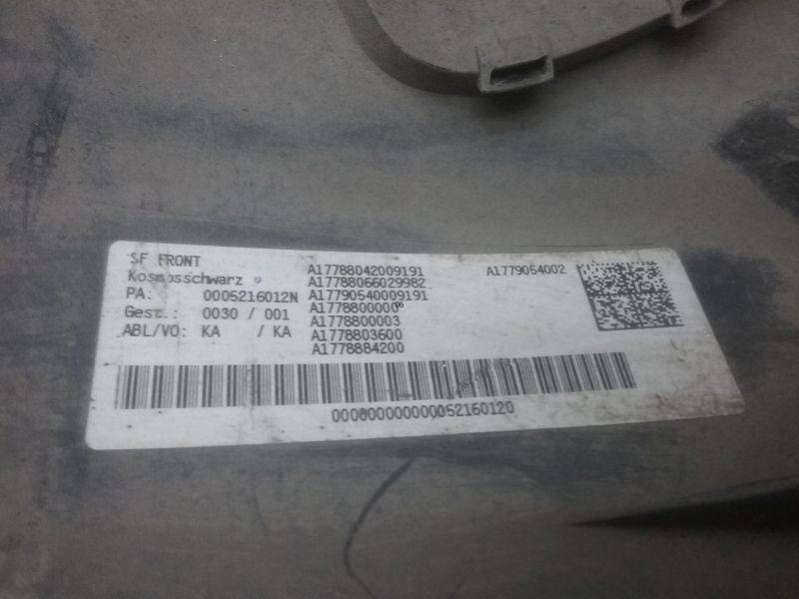 SF FRONT
Kosmosschwarz
PA: 0005216012N
Gest.: 0030 / 001
ABL/VO: KA / KA
A17788042009191
A17788066029982
A17790540009191
A1778800000
A1778800003
A1778803600
A1778884200
A1779054002
00000000000052160120